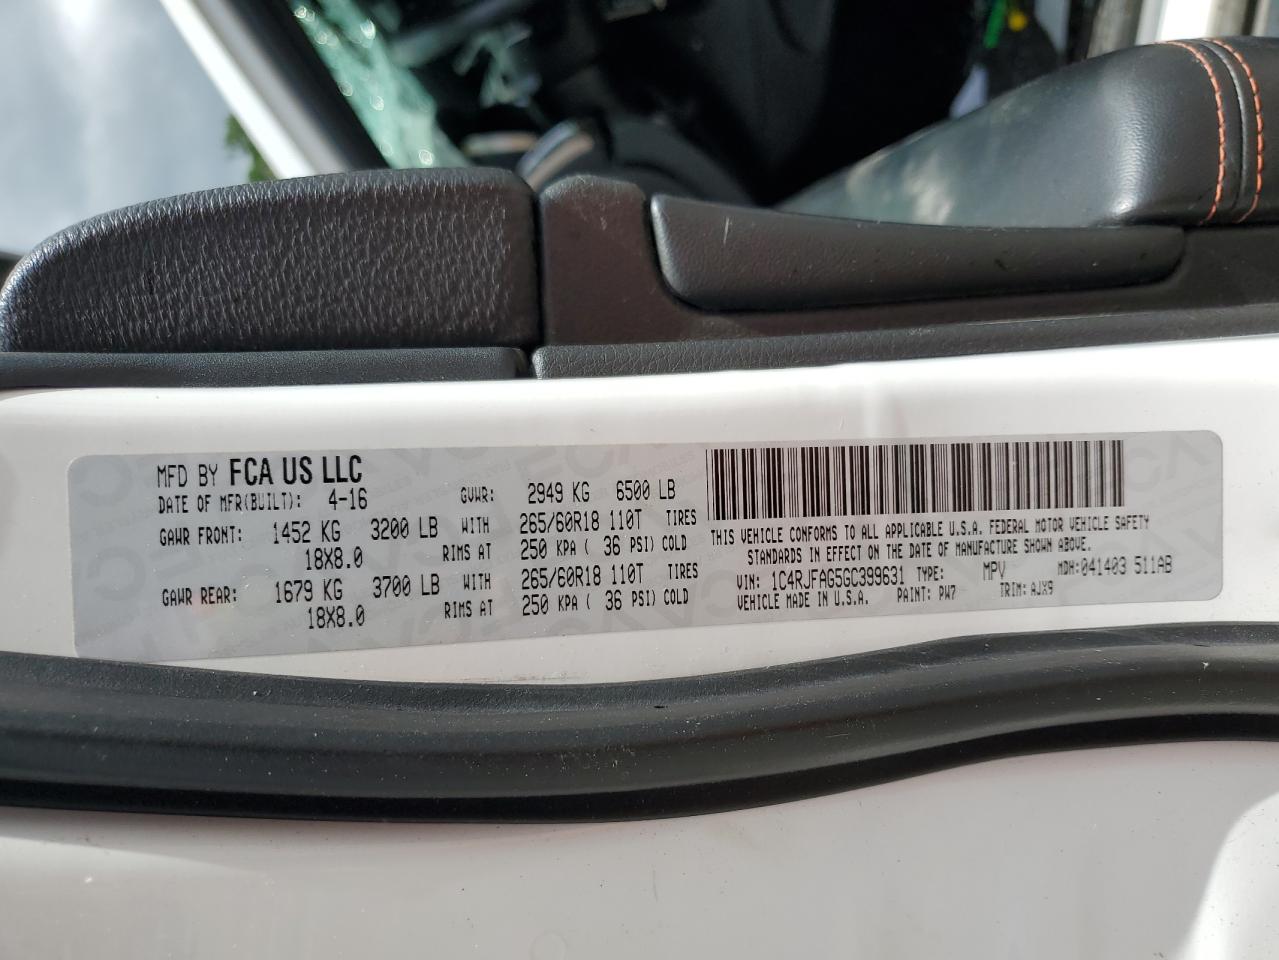 MFD BY FCA US LLC
DATE OF MFR(BUILT): 4-16 GVWR: 2949 KG 6500 LB
GAWR FRONT: 1452 KG 3200 LB WITH 265/60R18 110T TIRES
18X8.0 RIMS AT 250 KPA ( 36 PSI) COLD
GAWR REAR: 1679 KG 3700 LB WITH 265/60R18 110T TIRES
18X8.0 RIMS AT 250 KPA ( 36 PSI) COLD
THIS VEHICLE CONFORMS TO ALL APPLICABLE U.S.A. FEDERAL MOTOR VEHICLE SAFETY
STANDARDS IN EFFECT ON THE DATE OF MANUFACTURE SHOWN ABOVE.
VIN: 1C4RJFAG5GC399631 TYPE: MPV MDH: 041403 511AB
VEHICLE MADE IN U.S.A. PAINT: PW7 TRIM: AJX9